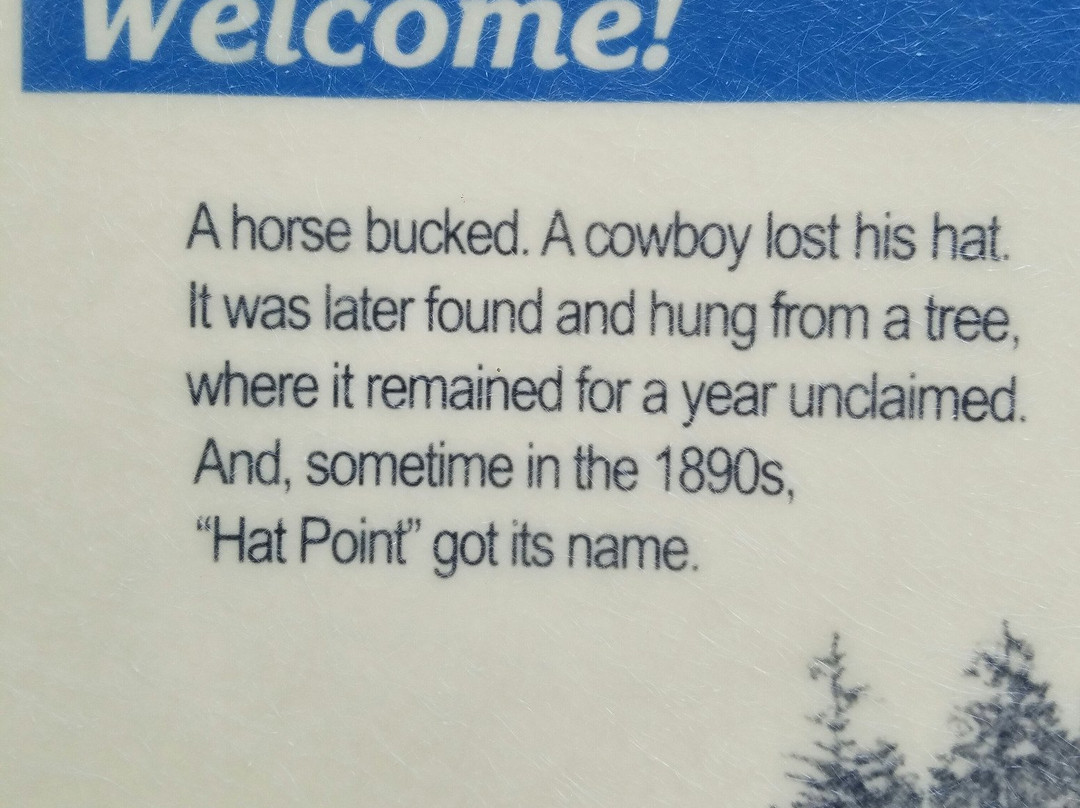 Welcome!
A horse bucked. A cowboy lost his hat.
It was later found and hung from a tree,
where it remained for a year unclaimed.
And, sometime in the 1890s,
“Hat Point” got its name.